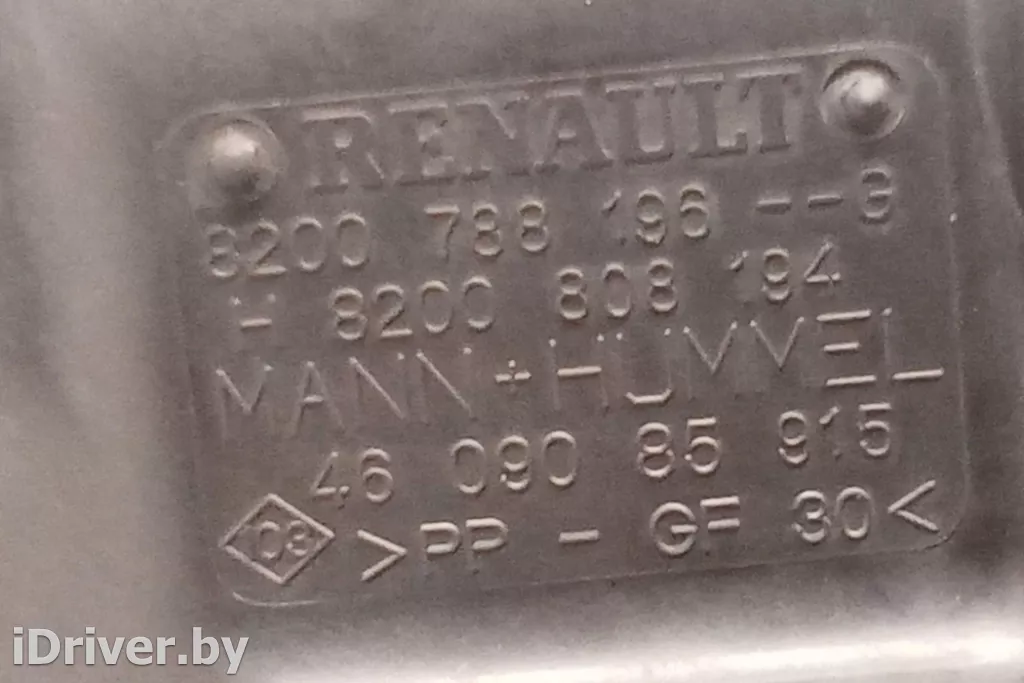 RENAULT
8200 788 196 --3
H - 8200 808 194
MANN+HUMMEL
46 090 85 915
03 >PP - GF 30<
iDriver.by